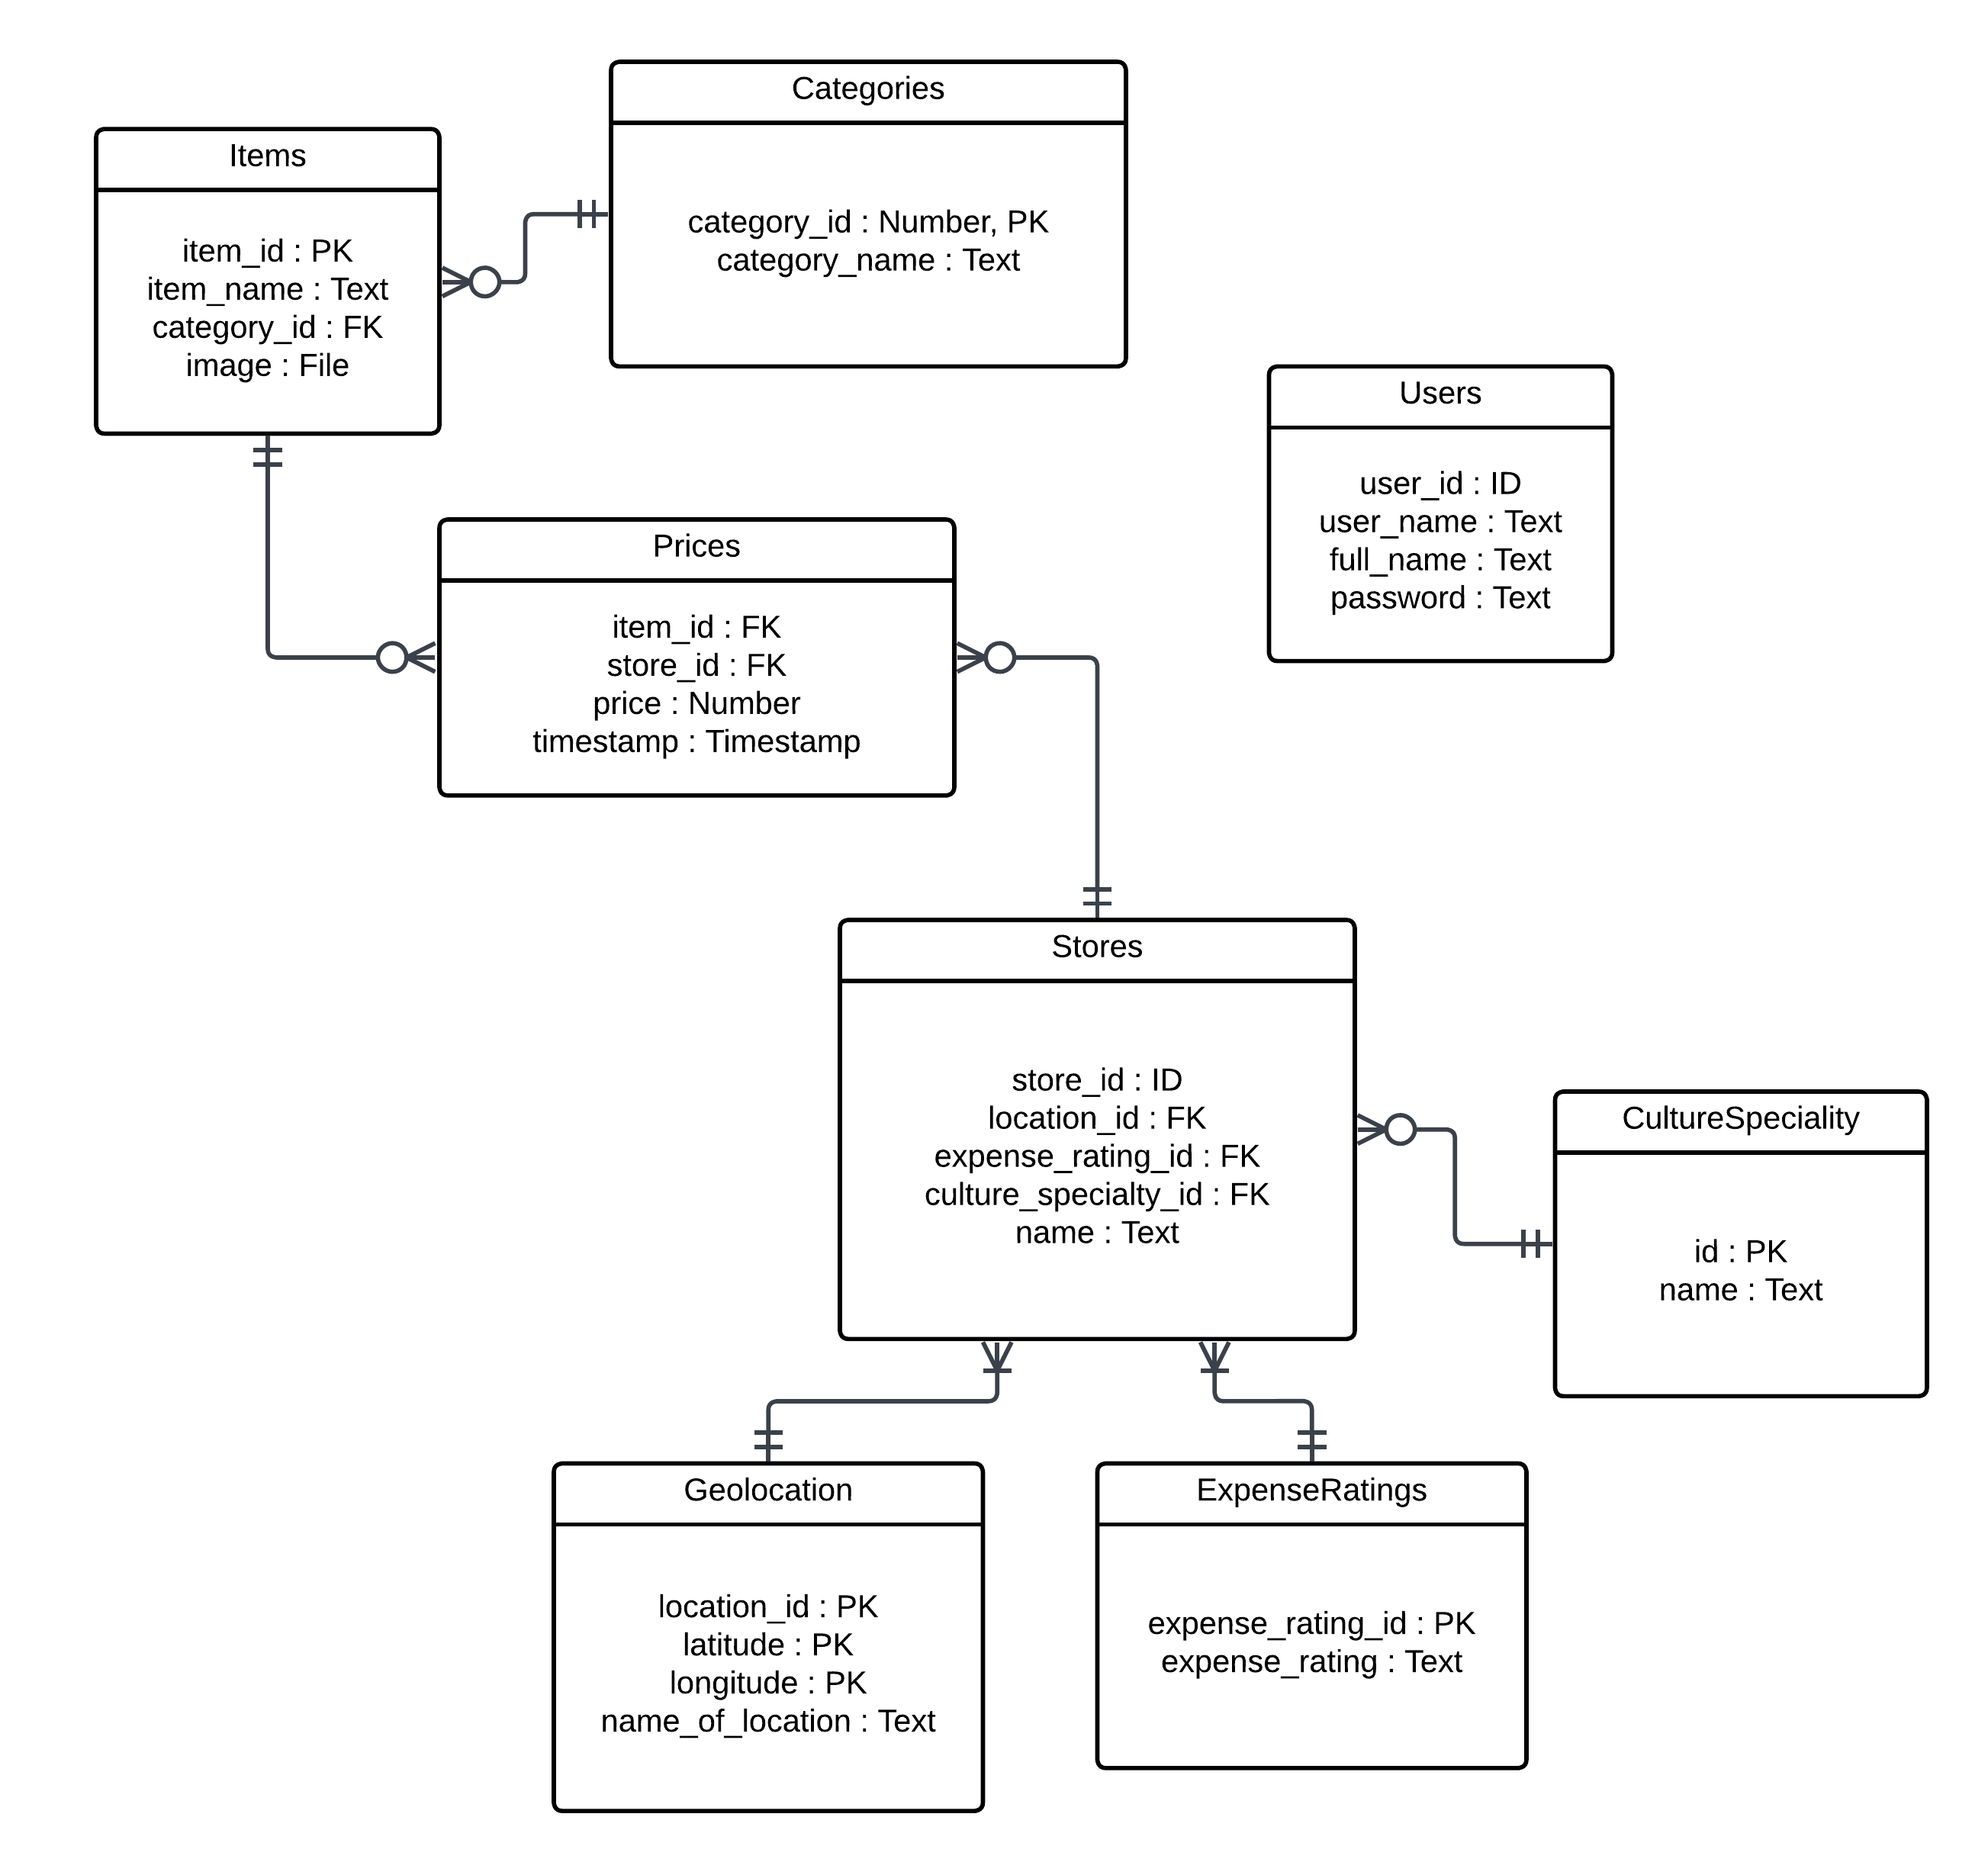 Categories
category_id : Number, PK
category_name : Text
Items
item_id : PK
item_name : Text
category_id : FK
image : File
Users
user_id : ID
user_name : Text
full_name : Text
password : Text
Prices
item_id : FK
store_id : FK
price : Number
timestamp : Timestamp
Stores
store_id : ID
location_id : FK
expense_rating_id : FK
culture_specialty_id : FK
name : Text
CultureSpeciality
id : PK
name : Text
Geolocation
location_id : PK
latitude : PK
longitude : PK
name_of_location : Text
ExpenseRatings
expense_rating_id : PK
expense_rating : Text